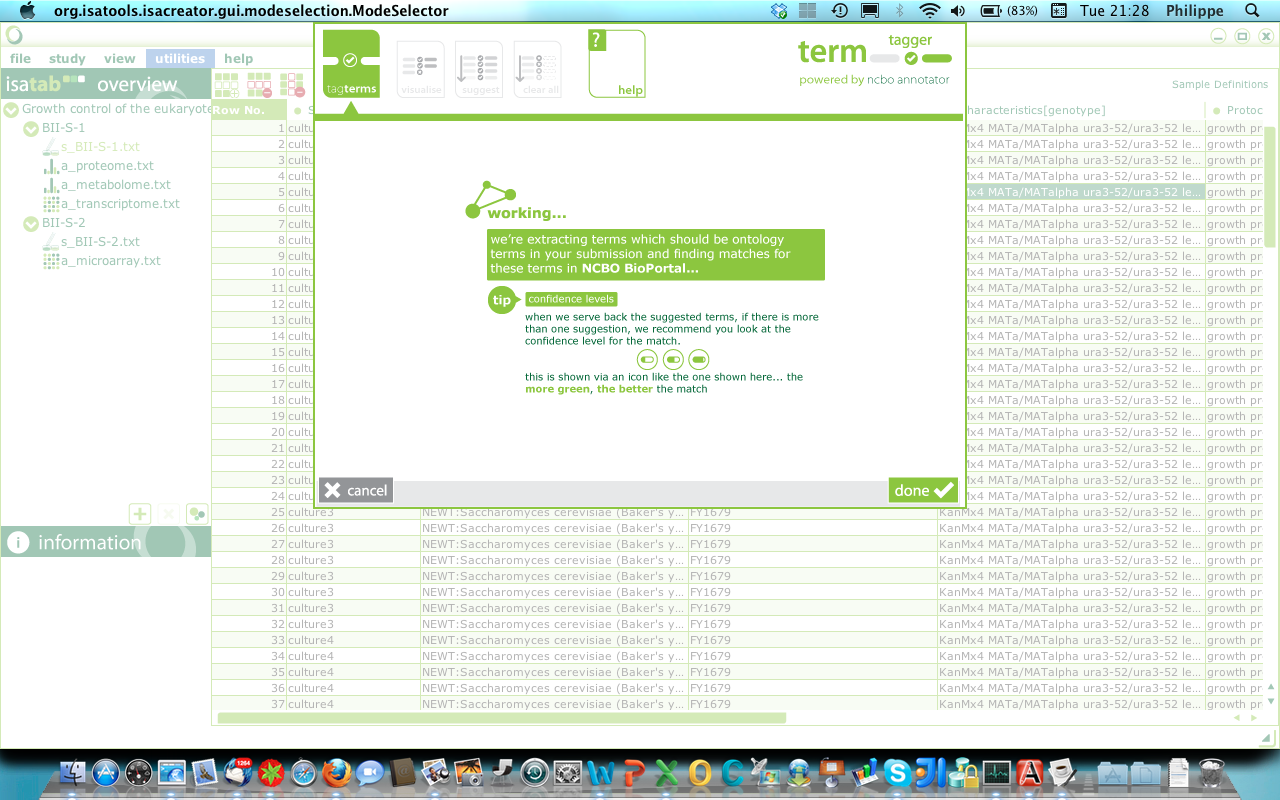 org.isatools.isacreator.gui.modeselection.ModeSelector
(83%)
Tue 21:28
Philippe
file study view utilities help
isatab overview
Growth control of the eukaryote
BII-S-1
s_BII-S-1.txt
a_proteome.txt
a_metabolome.txt
a_transcriptome.txt
BII-S-2
s_BII-S-2.txt
a_microarray.txt
information
tagterms
visualise
suggest
clear all
?
help
term tagger
powered by ncbo annotator
working...
we're extracting terms which should be ontology
terms in your submission and finding matches for
these terms in NCBO BioPortal...
tip
confidence levels
when we serve back the suggested terms, if there is more
than one suggestion, we recommend you look at the
confidence level for the match.
this is shown via an icon like the one shown here... the
more green, the better the match
cancel
done
Sample Definitions
Row No. S haracteristics[genotype] Protoc
1 cultu Mx4 MATa/MATalpha ura3-52/ura3-52 le... growth pr
2 cultu Mx4 MATa/MATalpha ura3-52/ura3-52 le... growth pr
3 cultu Mx4 MATa/MATalpha ura3-52/ura3-52 le... growth pr
4 cultu Mx4 MATa/MATalpha ura3-52/ura3-52 le... growth pr
5 cultu Mx4 MATa/MATalpha ura3-52/ura3-52 le... growth pr
6 cultu Mx4 MATa/MATalpha ura3-52/ura3-52 le... growth pr
7 cultu Mx4 MATa/MATalpha ura3-52/ura3-52 le... growth pr
8 cultu Mx4 MATa/MATalpha ura3-52/ura3-52 le... growth pr
9 cultu Mx4 MATa/MATalpha ura3-52/ura3-52 le... growth pr
10 cultu Mx4 MATa/MATalpha ura3-52/ura3-52 le... growth pr
11 cultu Mx4 MATa/MATalpha ura3-52/ura3-52 le... growth pr
12 cultu Mx4 MATa/MATalpha ura3-52/ura3-52 le... growth pr
13 cultu Mx4 MATa/MATalpha ura3-52/ura3-52 le... growth pr
14 cultu Mx4 MATa/MATalpha ura3-52/ura3-52 le... growth pr
15 cultu Mx4 MATa/MATalpha ura3-52/ura3-52 le... growth pr
16 cultu Mx4 MATa/MATalpha ura3-52/ura3-52 le... growth pr
17 cultu Mx4 MATa/MATalpha ura3-52/ura3-52 le... growth pr
18 cultu Mx4 MATa/MATalpha ura3-52/ura3-52 le... growth pr
19 cultu Mx4 MATa/MATalpha ura3-52/ura3-52 le... growth pr
20 cultu Mx4 MATa/MATalpha ura3-52/ura3-52 le... growth pr
21 cultu Mx4 MATa/MATalpha ura3-52/ura3-52 le... growth pr
22 cultu Mx4 MATa/MATalpha ura3-52/ura3-52 le... growth pr
23 cultu Mx4 MATa/MATalpha ura3-52/ura3-52 le... growth pr
24 cultu Mx4 MATa/MATalpha ura3-52/ura3-52 le... growth pr
25 culture3 NEWT:Saccharomyces cerevisiae (Baker's y... FY1679 KanMx4 MATa/MATalpha ura3-52/ura3-52 le... growth pr
26 culture3 NEWT:Saccharomyces cerevisiae (Baker's y... FY1679 KanMx4 MATa/MATalpha ura3-52/ura3-52 le... growth pr
27 culture3 NEWT:Saccharomyces cerevisiae (Baker's y... FY1679 KanMx4 MATa/MATalpha ura3-52/ura3-52 le... growth pr
28 culture3 NEWT:Saccharomyces cerevisiae (Baker's y... FY1679 KanMx4 MATa/MATalpha ura3-52/ura3-52 le... growth pr
29 culture3 NEWT:Saccharomyces cerevisiae (Baker's y... FY1679 KanMx4 MATa/MATalpha ura3-52/ura3-52 le... growth pr
30 culture3 NEWT:Saccharomyces cerevisiae (Baker's y... FY1679 KanMx4 MATa/MATalpha ura3-52/ura3-52 le... growth pr
31 culture3 NEWT:Saccharomyces cerevisiae (Baker's y... FY1679 KanMx4 MATa/MATalpha ura3-52/ura3-52 le... growth pr
32 culture3 NEWT:Saccharomyces cerevisiae (Baker's y... FY1679 KanMx4 MATa/MATalpha ura3-52/ura3-52 le... growth pr
33 culture4 NEWT:Saccharomyces cerevisiae (Baker's y... FY1679 KanMx4 MATa/MATalpha ura3-52/ura3-52 le... growth pr
34 culture4 NEWT:Saccharomyces cerevisiae (Baker's y... FY1679 KanMx4 MATa/MATalpha ura3-52/ura3-52 le... growth pr
35 culture4 NEWT:Saccharomyces cerevisiae (Baker's y... FY1679 KanMx4 MATa/MATalpha ura3-52/ura3-52 le... growth pr
36 culture4 NEWT:Saccharomyces cerevisiae (Baker's y... FY1679 KanMx4 MATa/MATalpha ura3-52/ura3-52 le... growth pr
37 culture4 NEWT:Saccharomyces cerevisiae (Baker's y... FY1679 KanMx4 MATa/MATalpha ura3-52/ura3-52 le... growth pr
1264